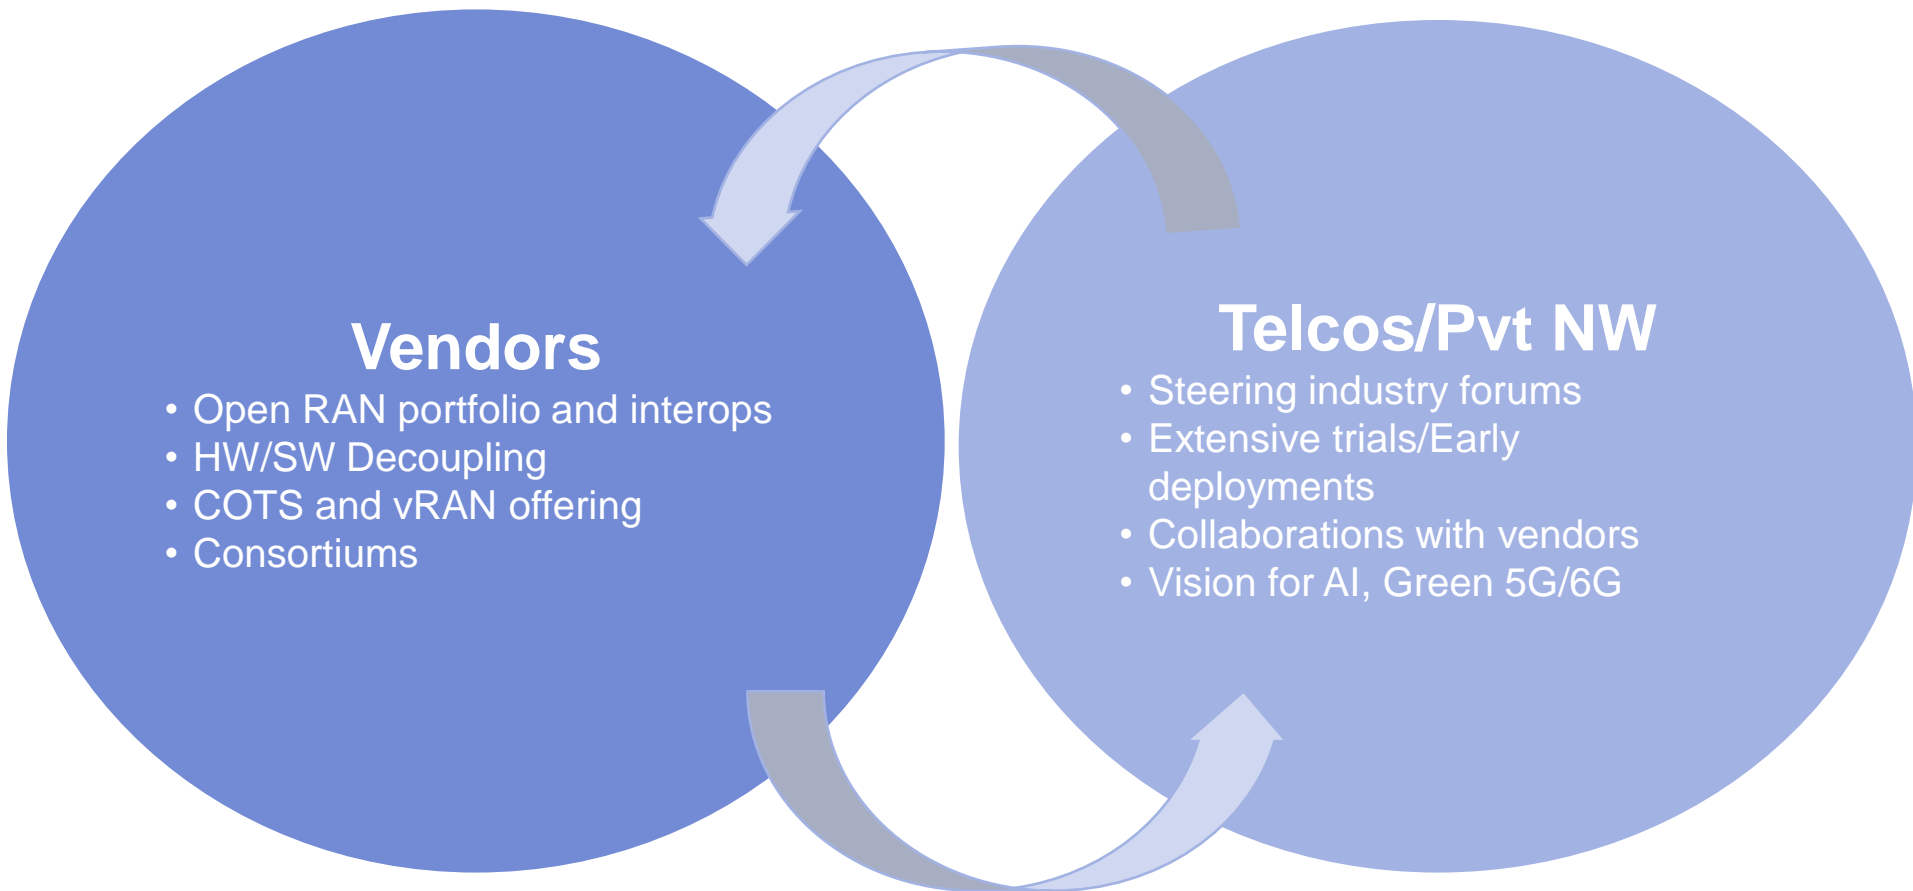 Vendors
• Open RAN portfolio and interops
• HW/SW Decoupling
• COTS and vRAN offering
• Consortiums
Telcos/Pvt NW
• Steering industry forums
• Extensive trials/Early
deployments
• Collaborations with vendors
• Vision for AI, Green 5G/6G